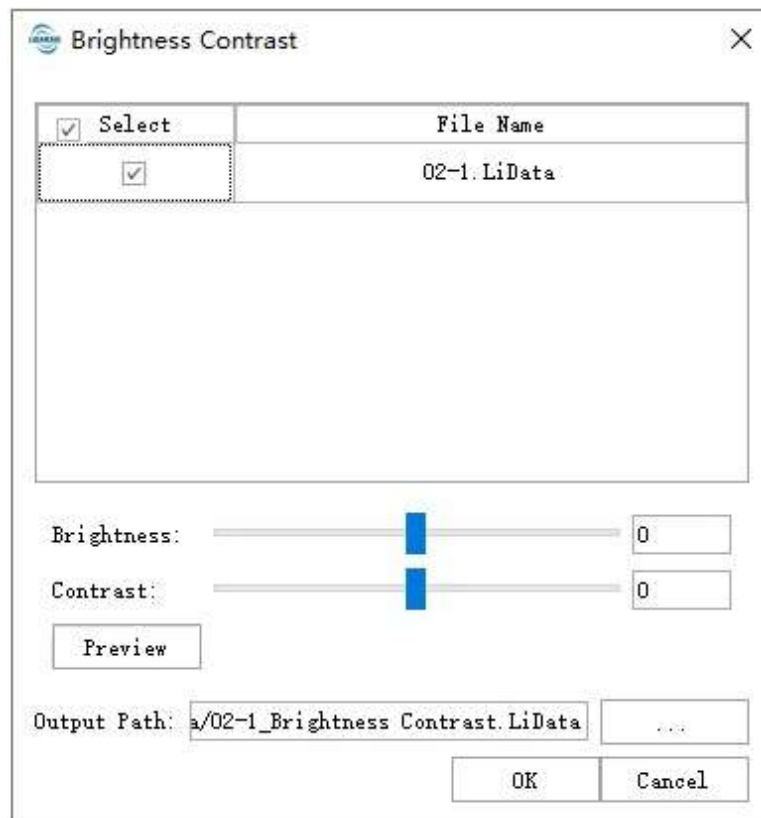 Brightness Contrast
Select File Name
02-1.LiData
Brightness: 0
Contrast: 0
Preview
Output Path: a/02-1_Brightness Contrast.LiData ...
OK Cancel